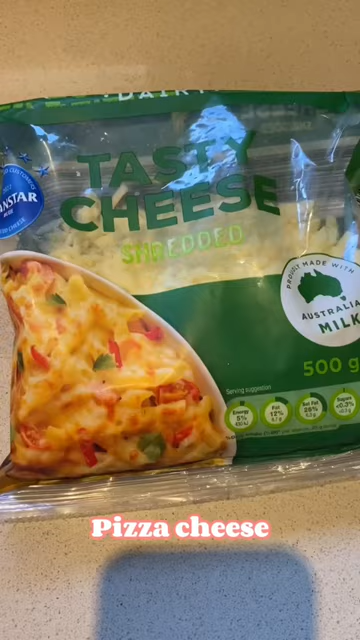 DAIRY
TASTY
CHEESE
SHREDDED
PROUDLY MADE WITH
AUSTRALIAN
MILK
500 g
Serving suggestion
Energy
5%
Fat
12%
Sat Fat
26%
Sugars
<0.3%
Pizza cheese